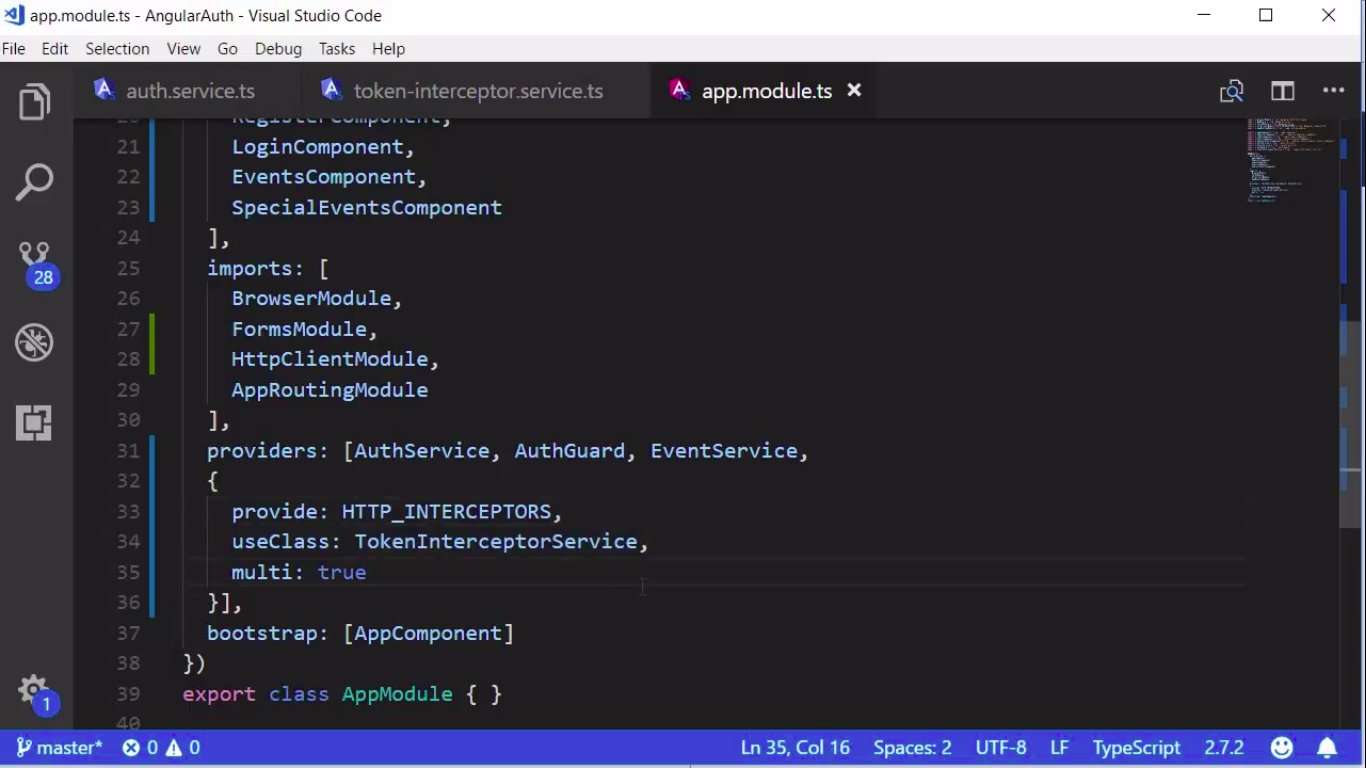 app.module.ts - AngularAuth - Visual Studio Code
File Edit Selection View Go Debug Tasks Help
auth.service.ts token-interceptor.service.ts app.module.ts
20 RegisterComponent,
21 LoginComponent,
22 EventsComponent,
23 SpecialEventsComponent
24 ],
25 imports: [
26 BrowserModule,
27 FormsModule,
28 HttpClientModule,
29 AppRoutingModule
30 ],
31 providers: [AuthService, AuthGuard, EventService,
32 {
33 provide: HTTP_INTERCEPTORS,
34 useClass: TokenInterceptorService,
35 multi: true
36 }],
37 bootstrap: [AppComponent]
38 })
39 export class AppModule { }
40
28
1
master* 0 0 Ln 35, Col 16 Spaces: 2 UTF-8 LF TypeScript 2.7.2